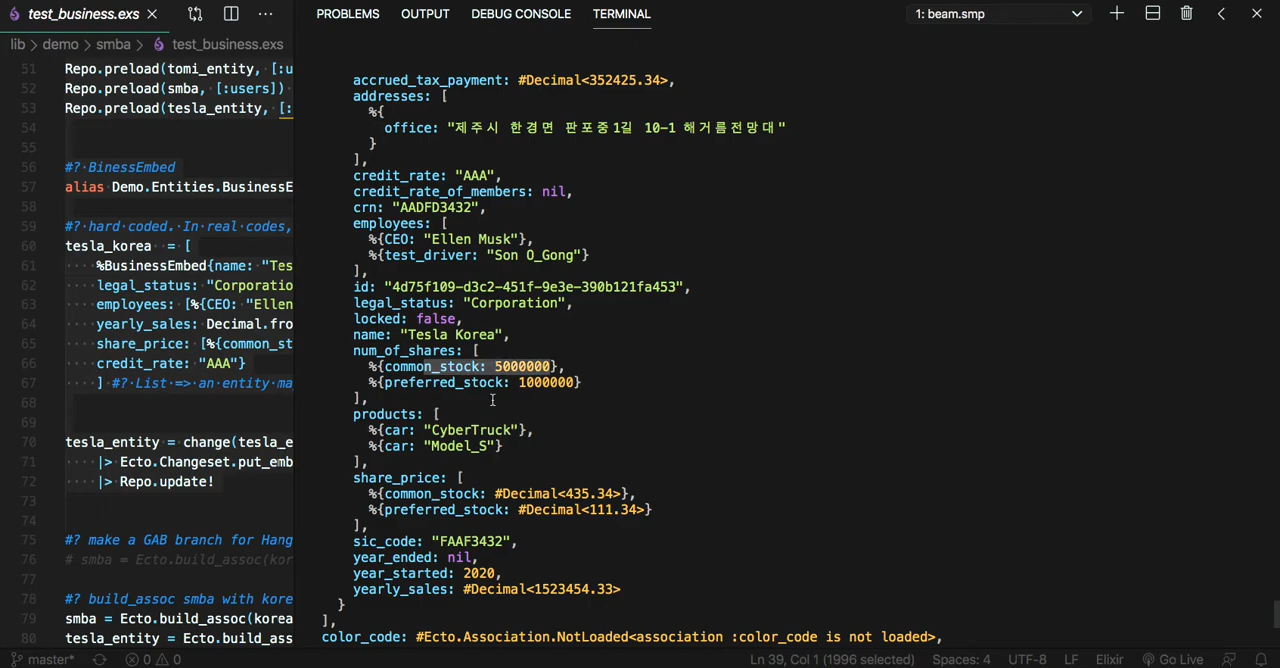 test_business.exs
PROBLEMS OUTPUT DEBUG CONSOLE TERMINAL 1: beam.smp
lib > demo > smba > test_business.exs
51 Repo.preload(tomi_entity, [:u
52 Repo.preload(smba, [:users])
53 Repo.preload(tesla_entity, [:
54
55
56 #? BinessEmbed
57 alias Demo.Entities.BusinessE
58
59 #? hard coded. In real codes,
60 tesla_korea = [
61 %BusinessEmbed{name: "Tes
62 legal_status: "Corporatio
63 employees: [%{CEO: "Ellen
64 yearly_sales: Decimal.fro
65 share_price: [%{common_st
66 credit_rate: "AAA"}
67 ] #? List => an entity ma
68
69
70 tesla_entity = change(tesla_e
71 |> Ecto.Changeset.put_emb
72 |> Repo.update!
73
74
75 #? make a GAB branch for Hang
76 # smba = Ecto.build_assoc(kor
77
78 #? build_assoc smba with kore
79 smba = Ecto.build_assoc(korea
80 tesla_entity = Ecto.build_ass
accrued_tax_payment: #Decimal<352425.34>,
addresses: [
%{
office: "제주시 한경면 판포중1길 10-1 해거름전망대"
}
],
credit_rate: "AAA",
credit_rate_of_members: nil,
crn: "AADFD3432",
employees: [
%{CEO: "Ellen Musk"},
%{test_driver: "Son O_Gong"}
],
id: "4d75f109-d3c2-451f-9e3e-390b121fa453",
legal_status: "Corporation",
locked: false,
name: "Tesla Korea",
num_of_shares: [
%{common_stock: 5000000},
%{preferred_stock: 1000000}
],
products: [
%{car: "CyberTruck"},
%{car: "Model_S"}
],
share_price: [
%{common_stock: #Decimal<435.34>},
%{preferred_stock: #Decimal<111.34>}
],
sic_code: "FAAF3432",
year_ended: nil,
year_started: 2020,
yearly_sales: #Decimal<1523454.33>
}
],
color_code: #Ecto.Association.NotLoaded<association :color_code is not loaded>,
master* 0 0 Ln 39, Col 1 (1996 selected) Spaces: 4 UTF-8 LF Elixir Go Live